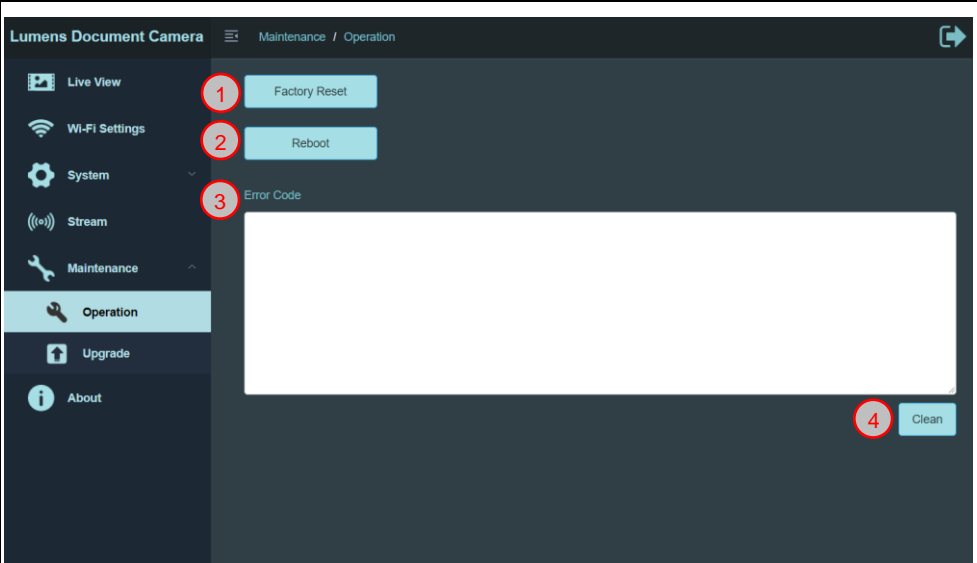 Lumens Document Camera
Maintenance / Operation
Live View
Wi-Fi Settings
System
Stream
Maintenance
Operation
Upgrade
About
1
Factory Reset
2
Reboot
3
Error Code
4
Clean